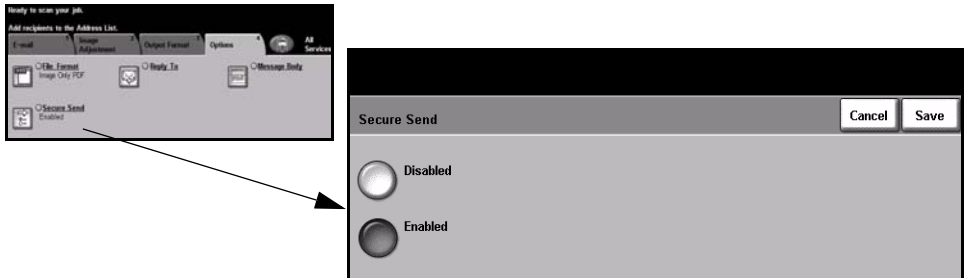 Ready to scan your job.
Add recipients to the Address List.
E-mail
Image Adjustment
Output Format
Options
All Services
File Format
Image Only PDF
Reply To
Message Body
Secure Send
Enabled
Secure Send
Cancel
Save
Disabled
Enabled